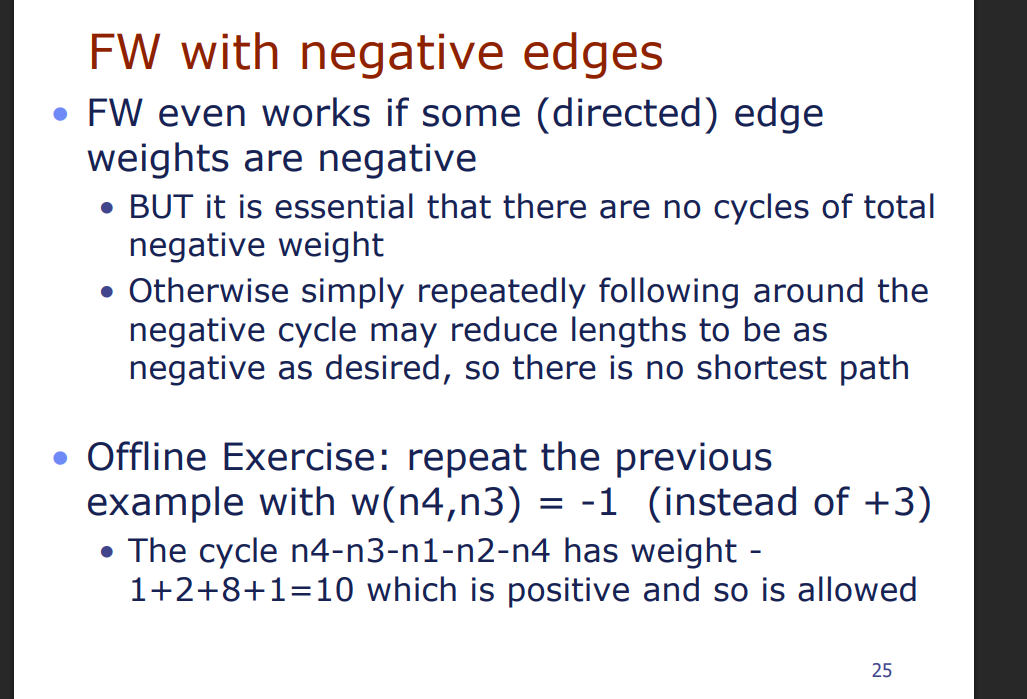 FW with negative edges
• FW even works if some (directed) edge
weights are negative
• BUT it is essential that there are no cycles of total
negative weight
• Otherwise simply repeatedly following around the
negative cycle may reduce lengths to be as
negative as desired, so there is no shortest path
• Offline Exercise: repeat the previous
example with w(n4,n3) = -1 (instead of +3)
• The cycle n4-n3-n1-n2-n4 has weight -
1+2+8+1=10 which is positive and so is allowed
25